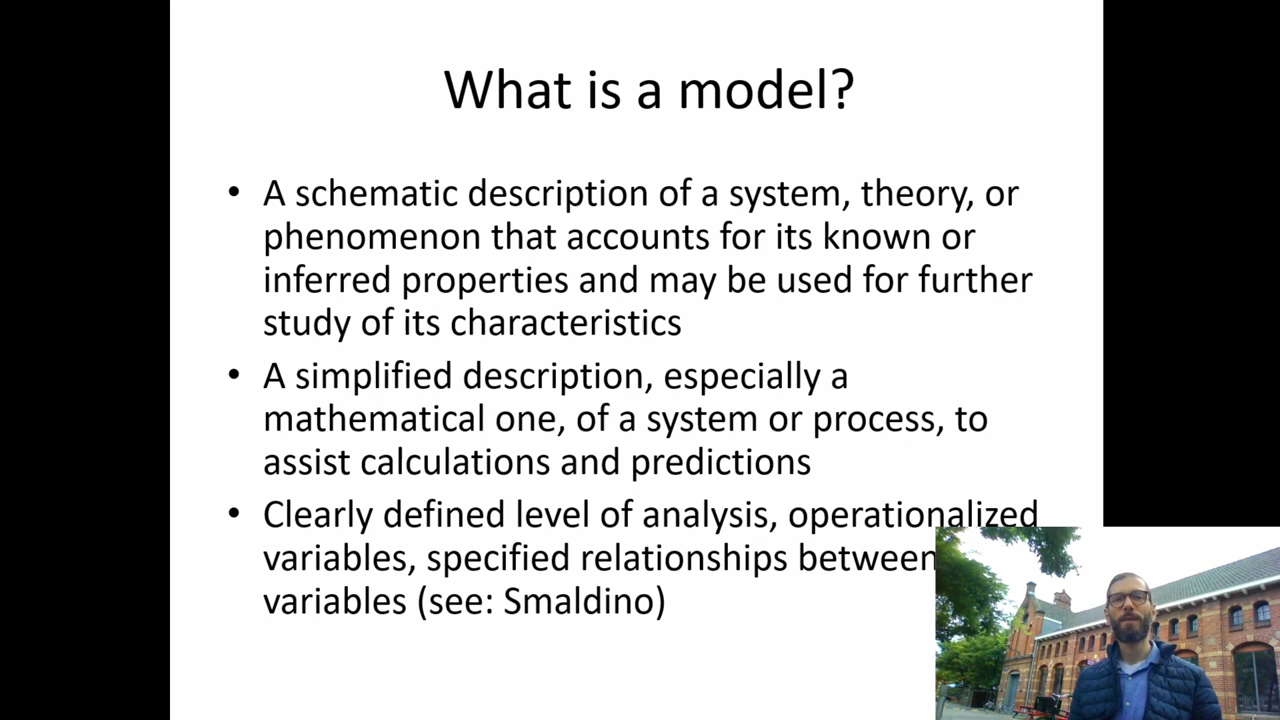 What is a model?
• A schematic description of a system, theory, or
phenomenon that accounts for its known or
inferred properties and may be used for further
study of its characteristics
• A simplified description, especially a
mathematical one, of a system or process, to
assist calculations and predictions
• Clearly defined level of analysis, operationalized
variables, specified relationships between
variables (see: Smaldino)